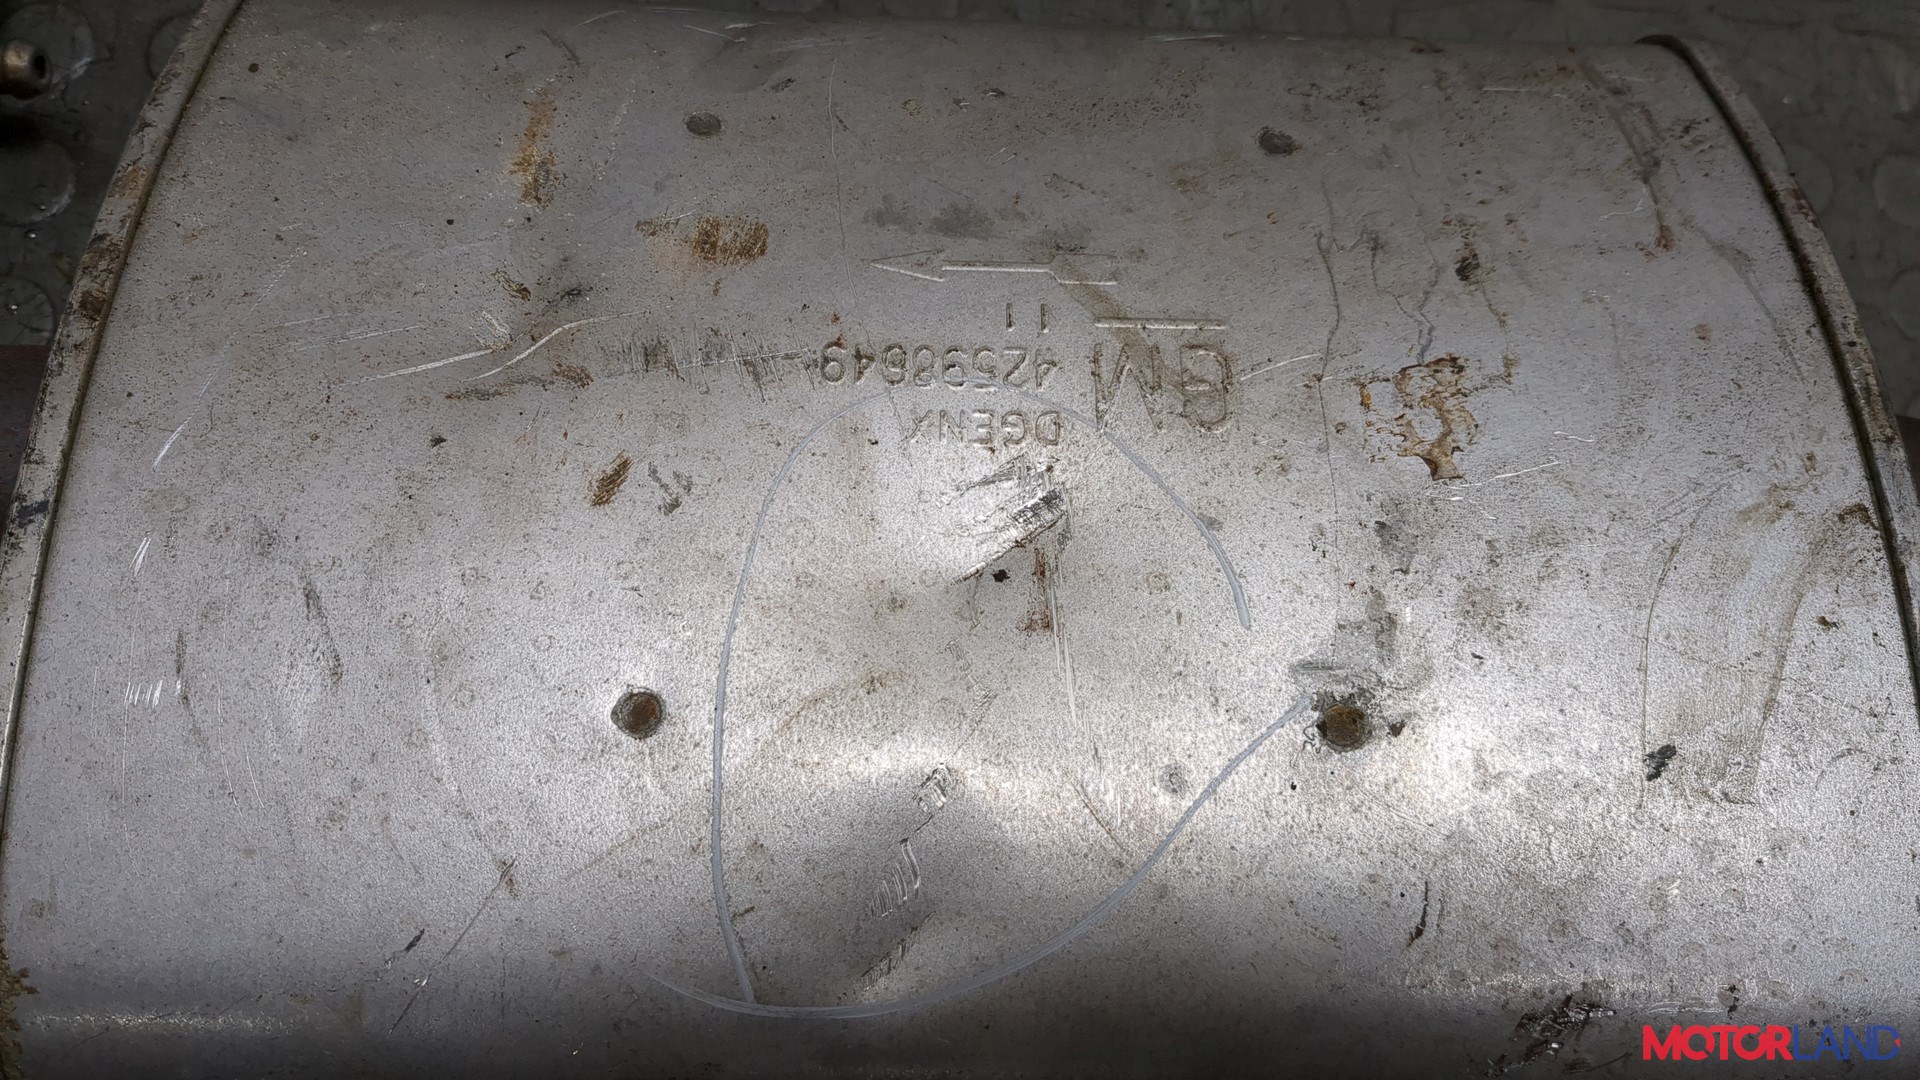 DGENX
GM 42598649
11
MOTORLAND